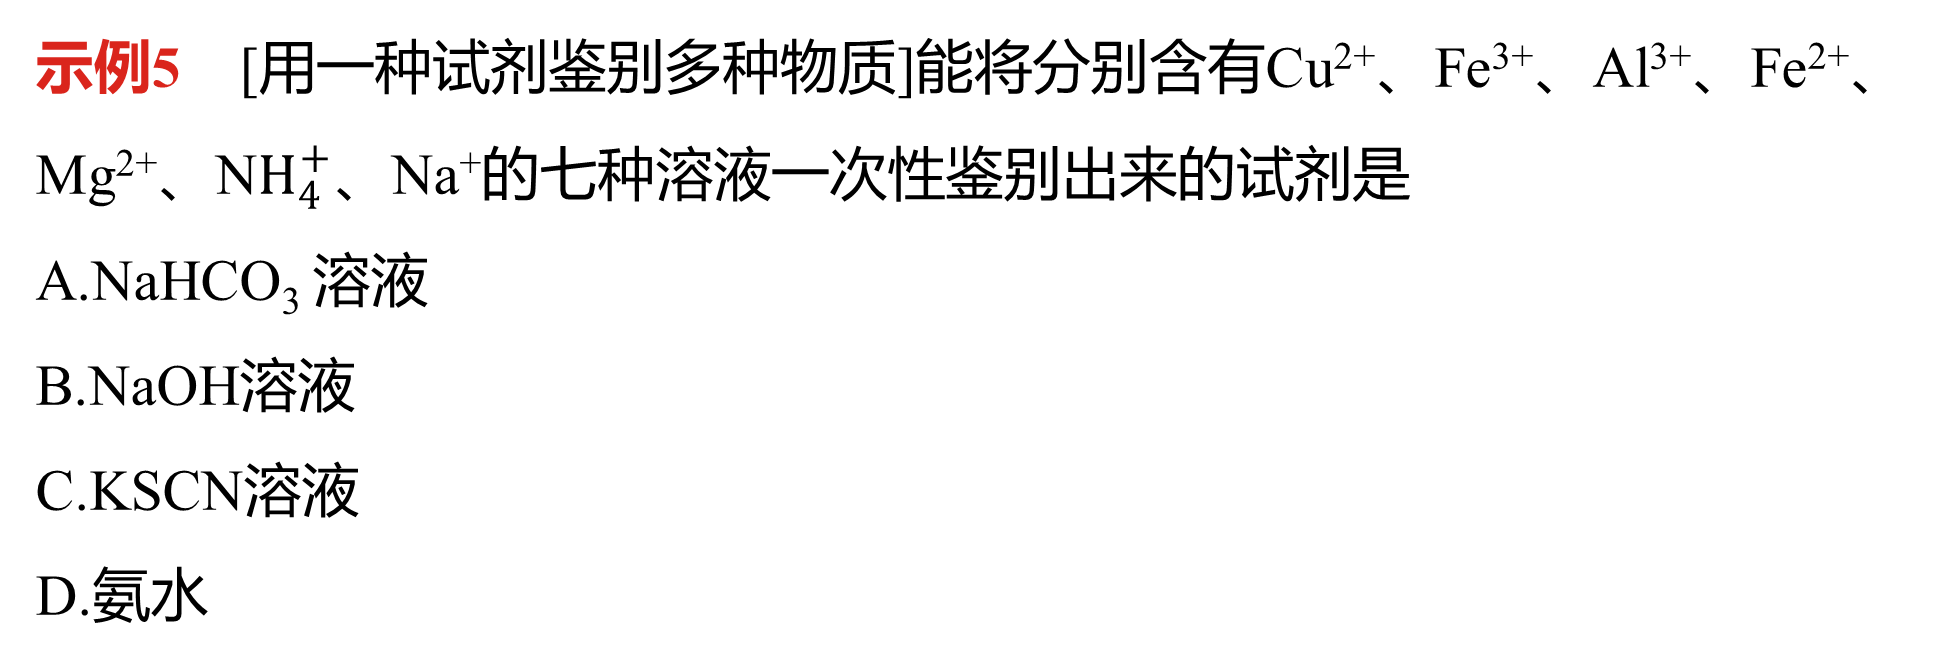 示例5 [用一种试剂鉴别多种物质]能将分别含有Cu²⁺、Fe³⁺、Al³⁺、Fe²⁺、
Mg²⁺、NH₄⁺、Na⁺的七种溶液一次性鉴别出来的试剂是
A.NaHCO₃ 溶液
B.NaOH溶液
C.KSCN溶液
D.氨水